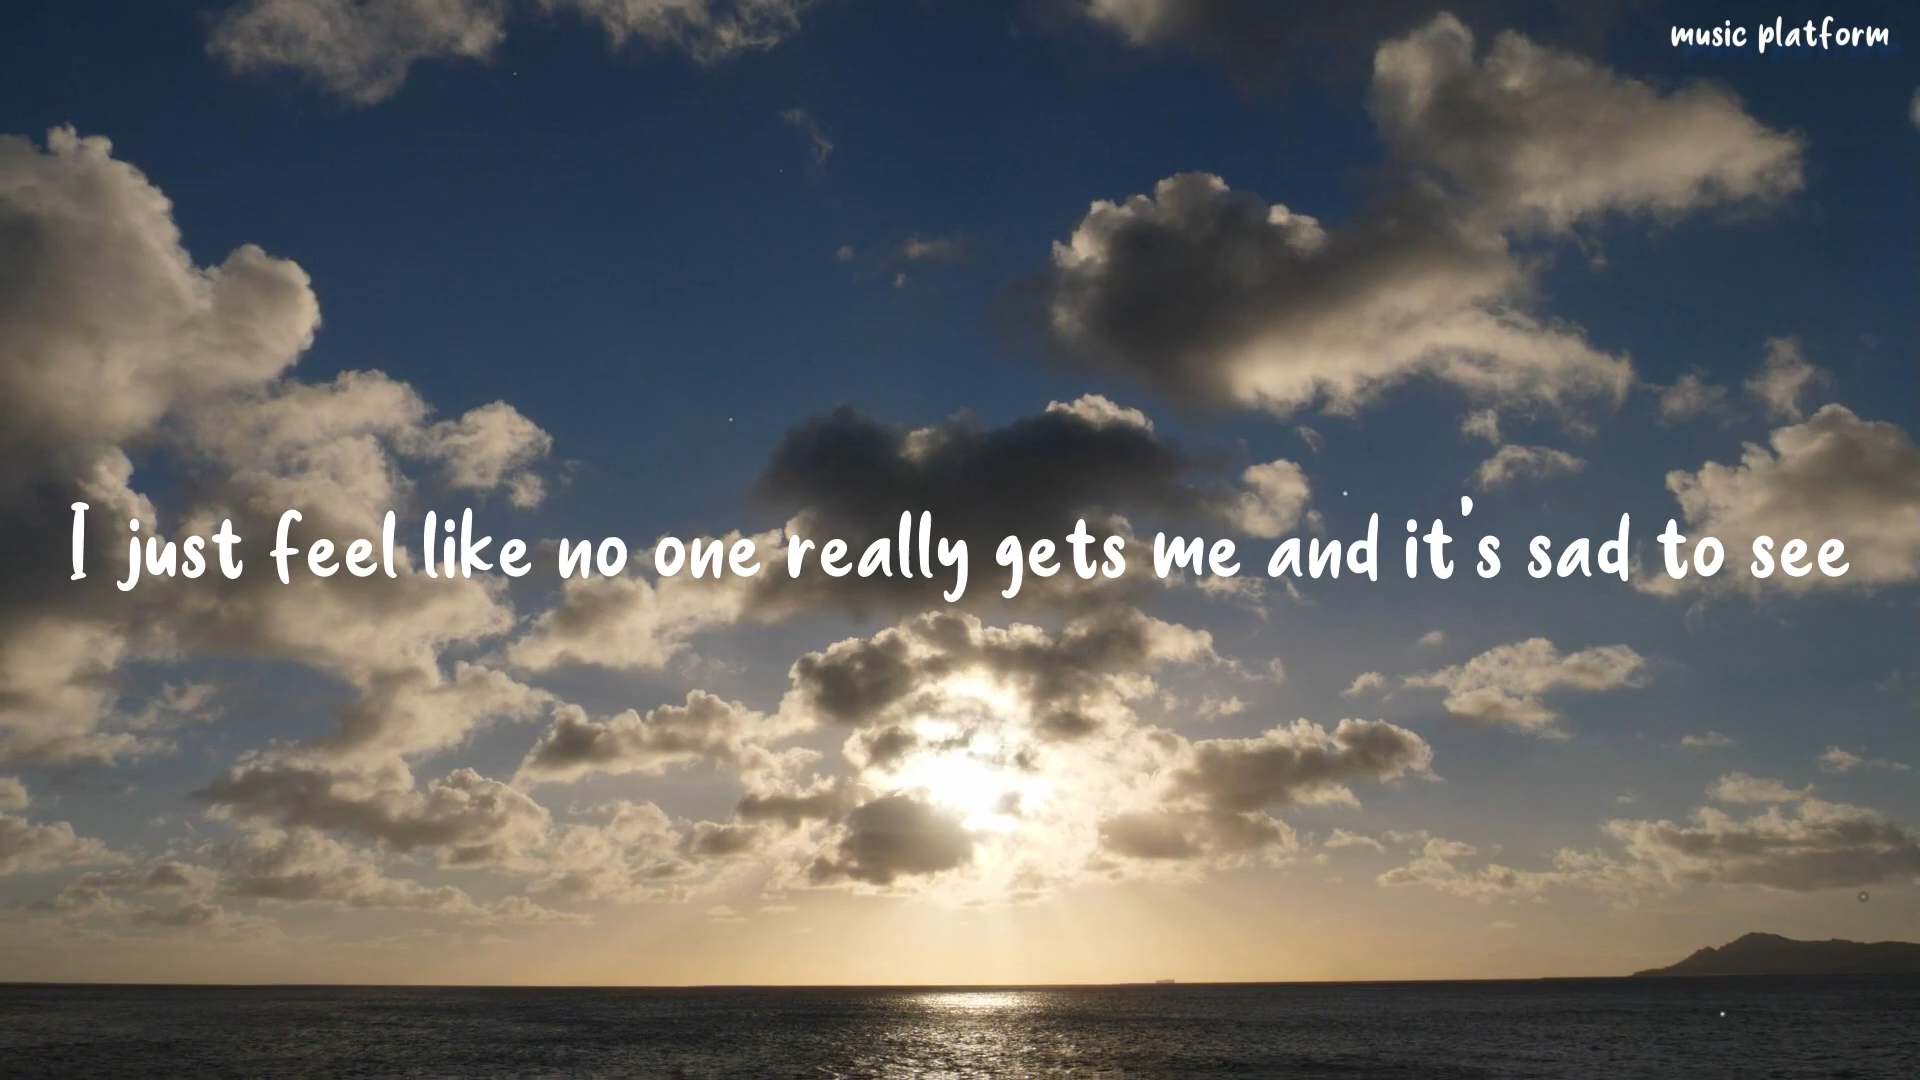 music platform
I just feel like no one really gets me and it's sad to see